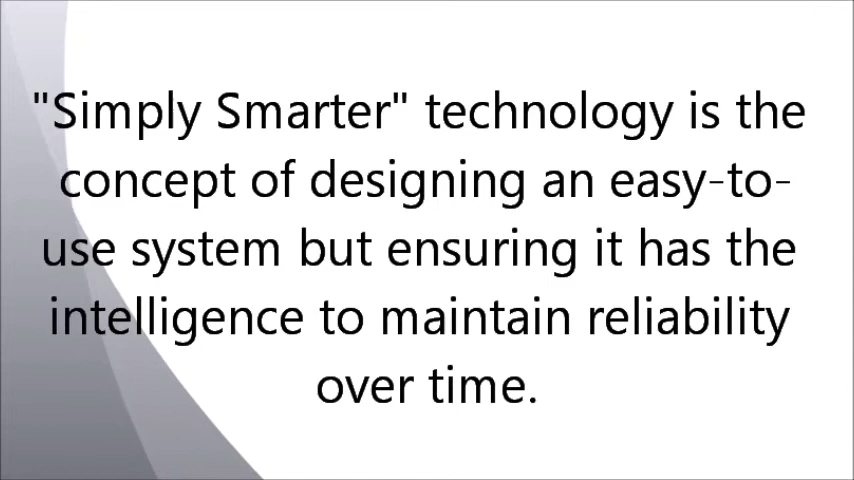 "Simply Smarter" technology is the
concept of designing an easy-to-
use system but ensuring it has the
intelligence to maintain reliability
over time.